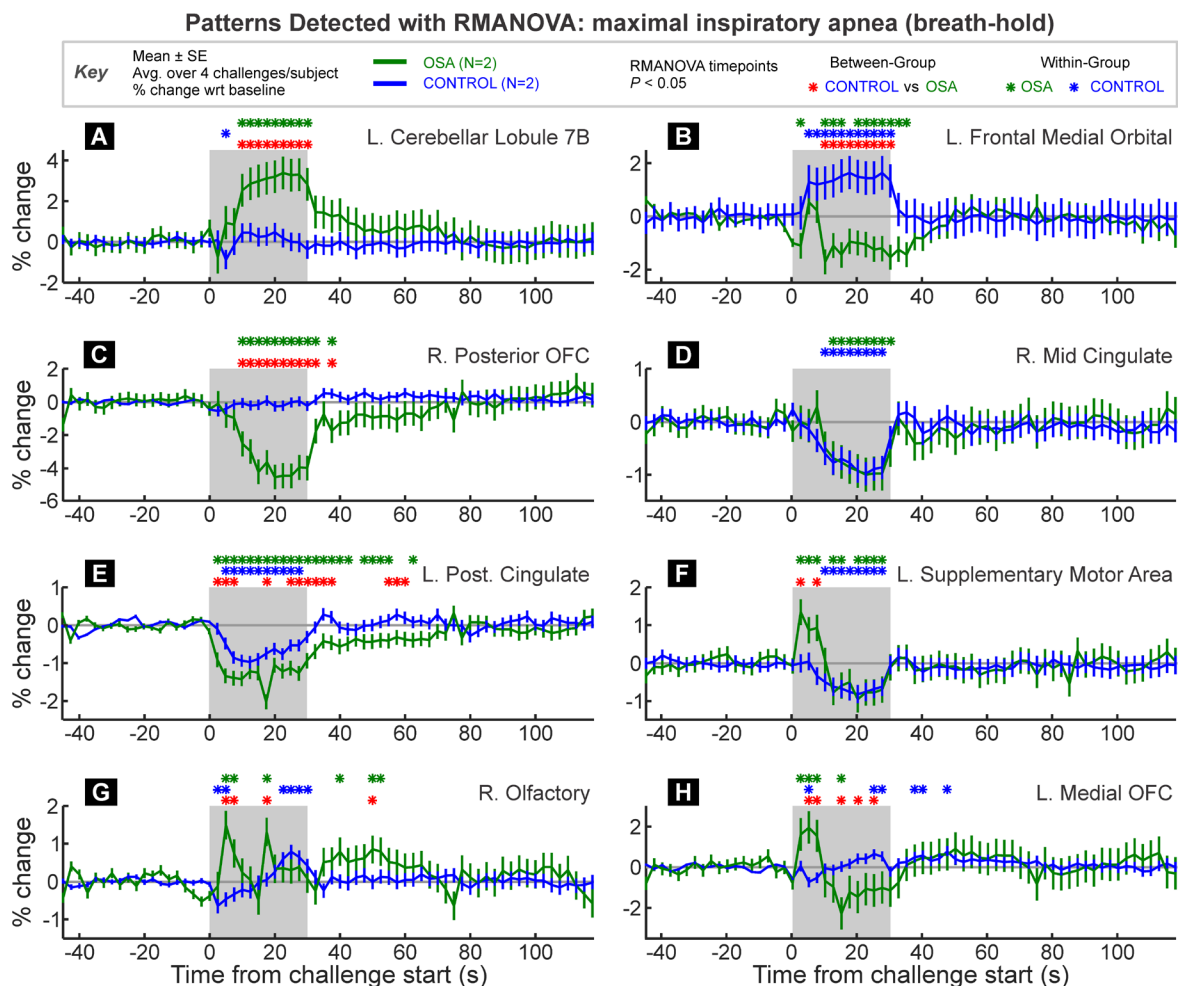 Patterns Detected with RMANOVA: maximal inspiratory apnea (breath-hold)
Key
Mean ± SE
Avg. over 4 challenges/subject
% change wrt baseline
OSA (N=2)
CONTROL (N=2)
RMANOVA timepoints
P < 0.05
Between-Group
* CONTROL vs OSA
Within-Group
* OSA * CONTROL
A
L. Cerebellar Lobule 7B
% change
4
2
0
-2
-40 -20 0 20 40 60 80 100
B
L. Frontal Medial Orbital
2
0
-2
-40 -20 0 20 40 60 80 100
C
R. Posterior OFC
% change
2
0
-2
-4
-6
-40 -20 0 20 40 60 80 100
D
R. Mid Cingulate
1
0
-1
-40 -20 0 20 40 60 80 100
E
L. Post. Cingulate
% change
1
0
-1
-2
-40 -20 0 20 40 60 80 100
F
L. Supplementary Motor Area
2
1
0
-1
-40 -20 0 20 40 60 80 100
G
R. Olfactory
% change
2
1
0
-1
-40 -20 0 20 40 60 80 100
Time from challenge start (s)
H
L. Medial OFC
2
0
-2
-40 -20 0 20 40 60 80 100
Time from challenge start (s)